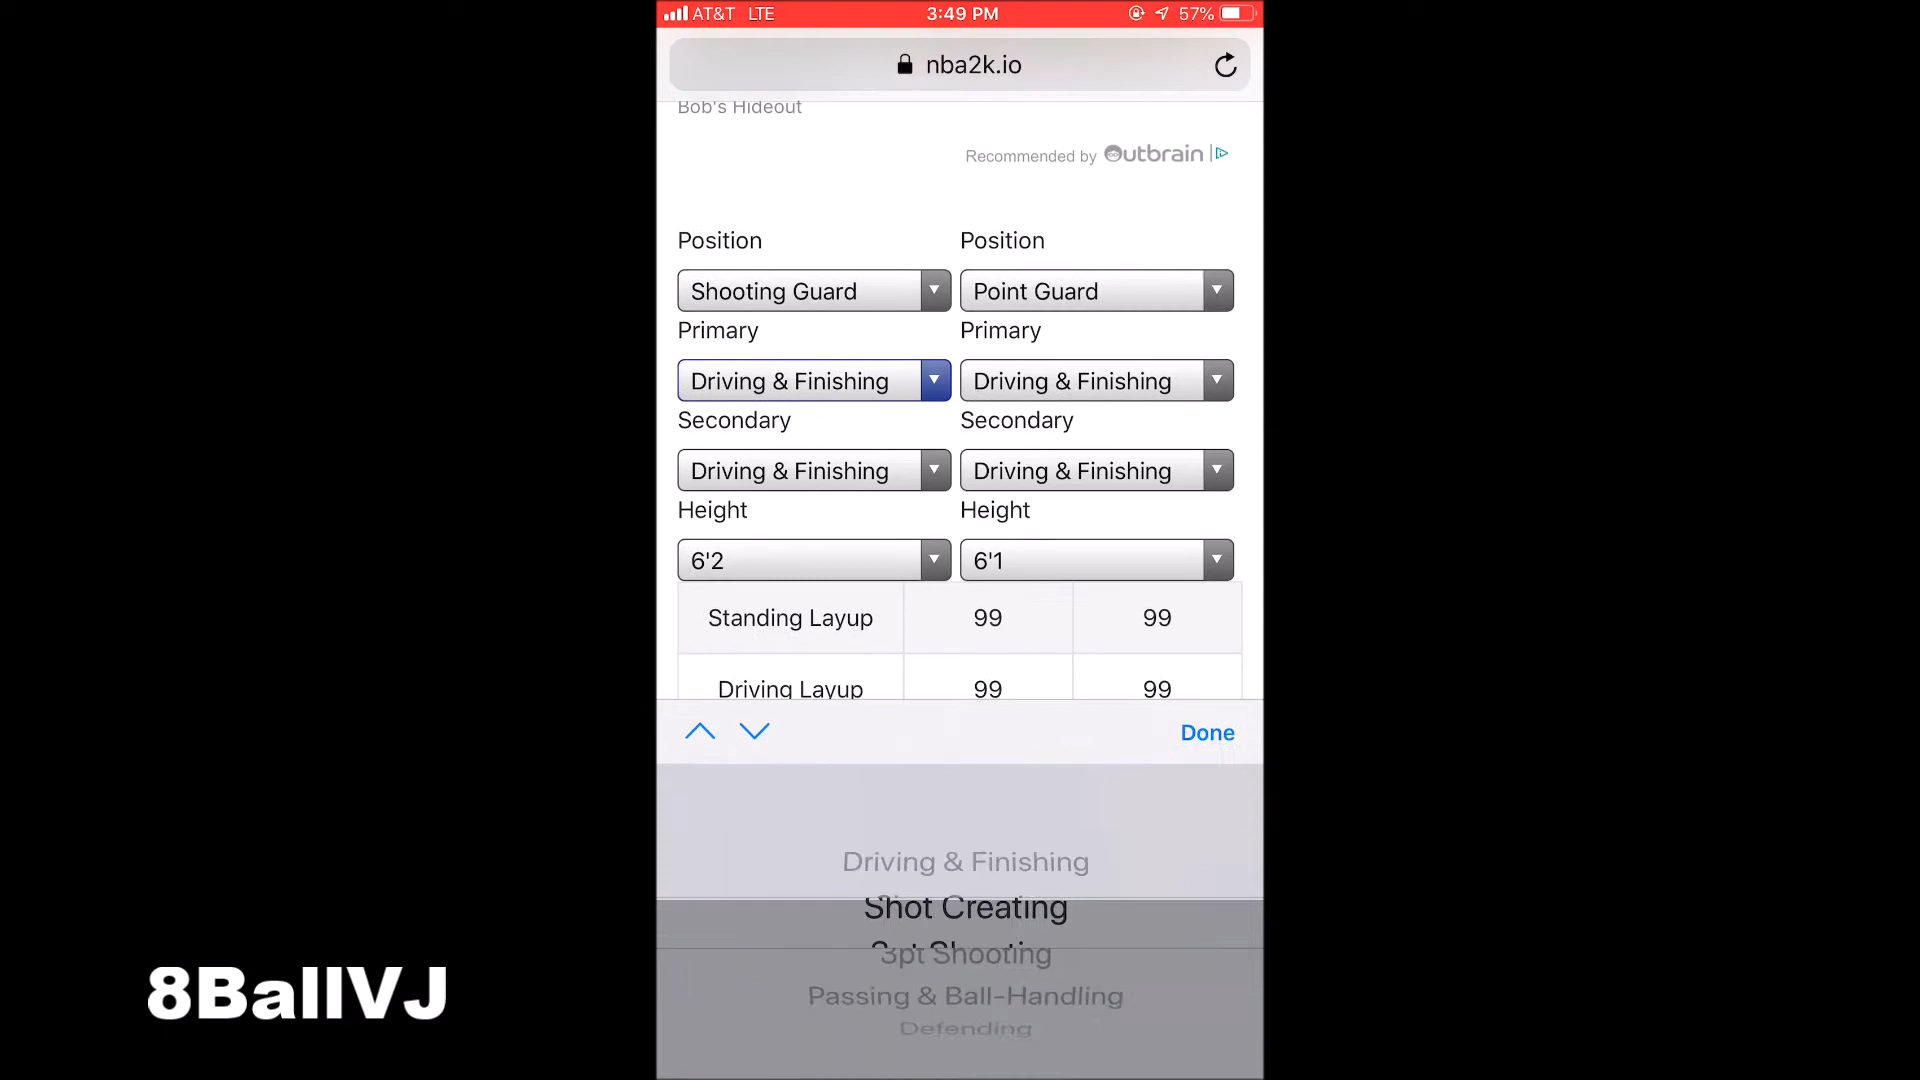 AT&T LTE 3:49 PM 57%
nba2k.io
Bob's Hideout
Recommended by Outbrain
Position Position
Shooting Guard Point Guard
Primary Primary
Driving & Finishing Driving & Finishing
Secondary Secondary
Driving & Finishing Driving & Finishing
Height Height
6'2 6'1
Standing Layup 99 99
Driving Layup 99 99
Done
Driving & Finishing
Shot Creating
3pt Shooting
Passing & Ball-Handling
Defending
8BallVJ